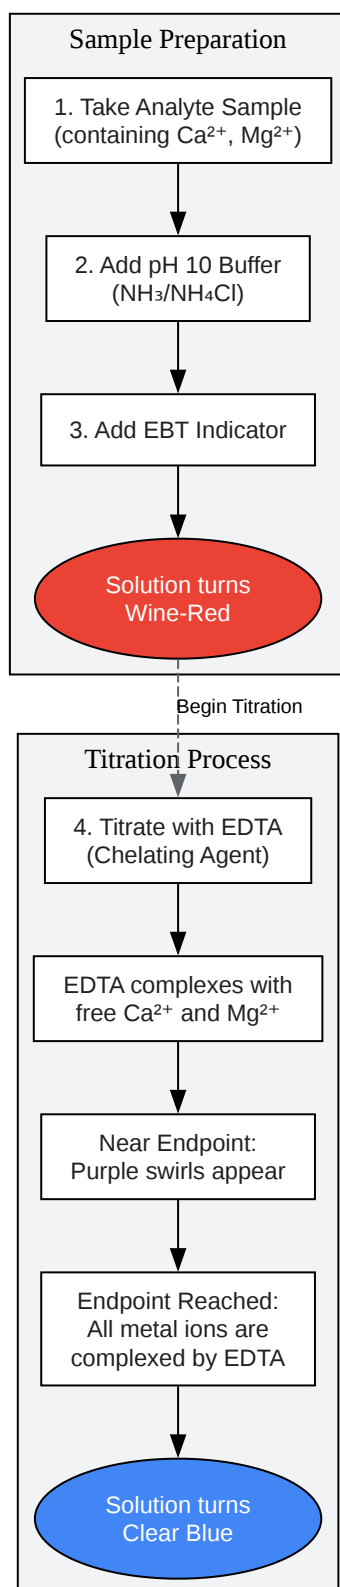 Sample Preparation
1. Take Analyte Sample
(containing Ca²⁺, Mg²⁺)
2. Add pH 10 Buffer
(NH₃/NH₄Cl)
3. Add EBT Indicator
Solution turns
Wine-Red
Begin Titration
Titration Process
4. Titrate with EDTA
(Chelating Agent)
EDTA complexes with
free Ca²⁺ and Mg²⁺
Near Endpoint:
Purple swirls appear
Endpoint Reached:
All metal ions are
complexed by EDTA
Solution turns
Clear Blue